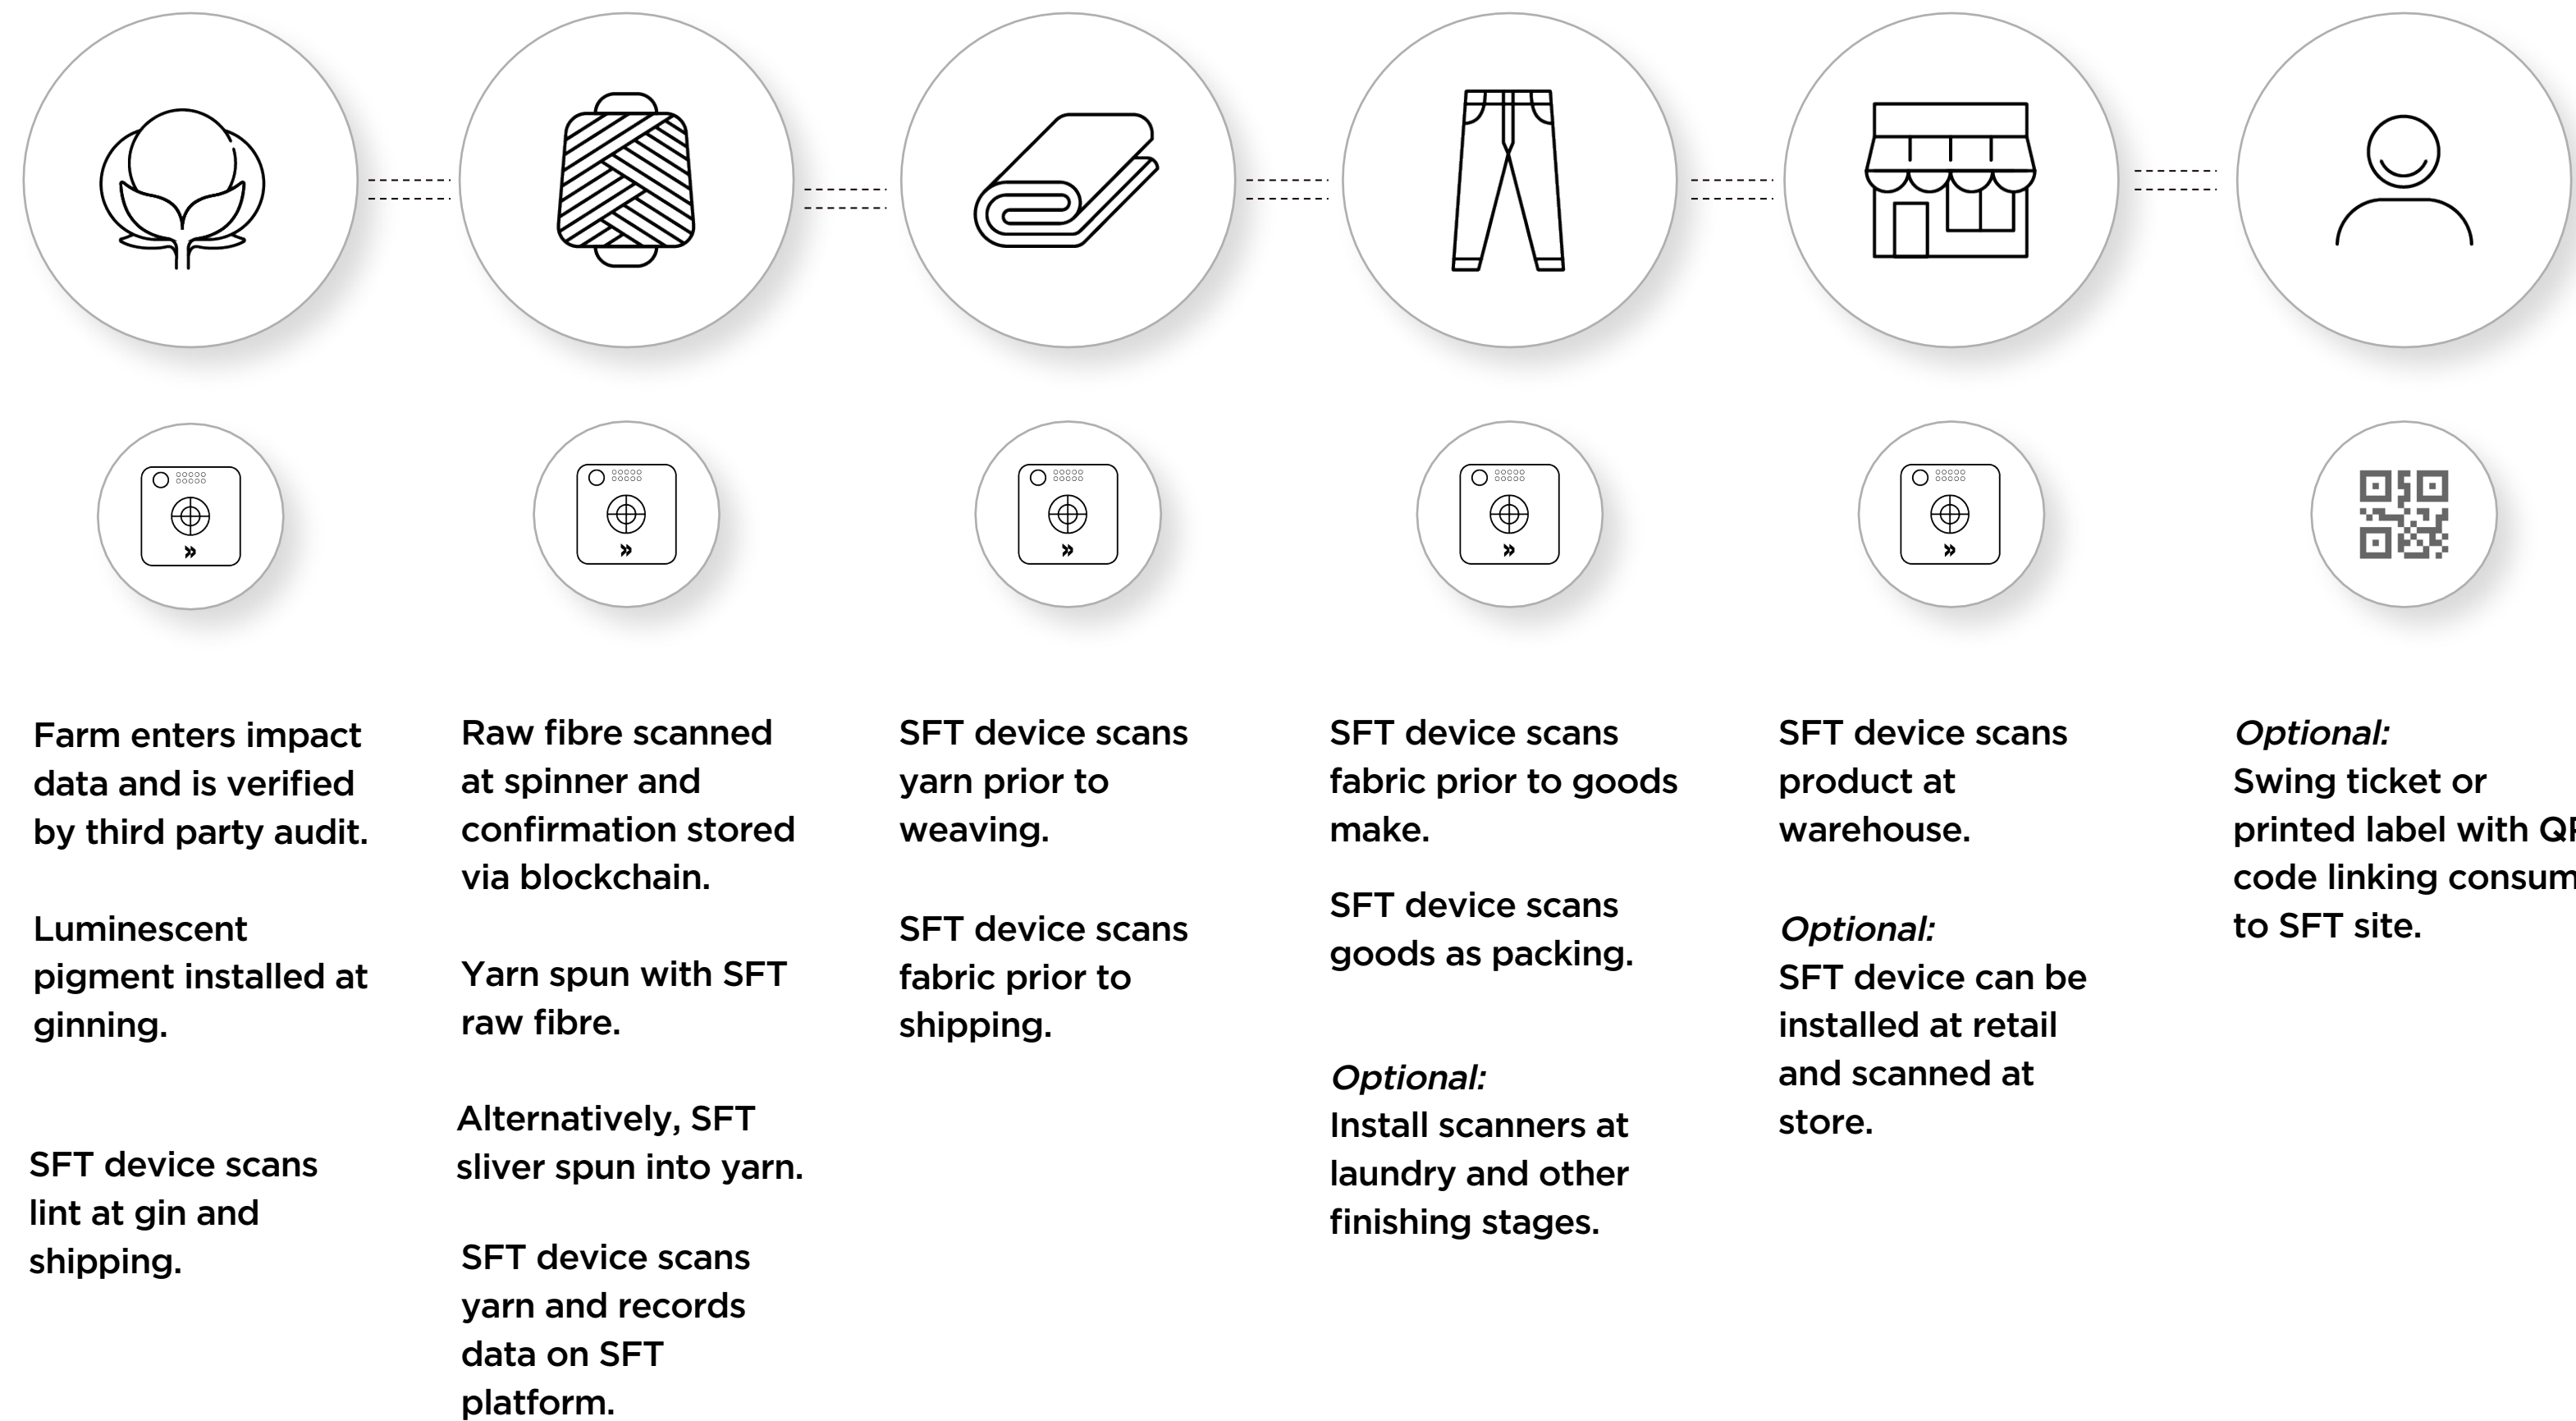 Farm enters impact
data and is verified
by third party audit.
Luminescent
pigment installed at
ginning.
SFT device scans
lint at gin and
shipping.
Raw fibre scanned
at spinner and
confirmation stored
via blockchain.
Yarn spun with SFT
raw fibre.
Alternatively, SFT
sliver spun into yarn.
SFT device scans
yarn and records
data on SFT
platform.
SFT device scans
yarn prior to
weaving.
SFT device scans
fabric prior to
shipping.
SFT device scans
fabric prior to goods
make.
SFT device scans
goods as packing.
Optional:
Install scanners at
laundry and other
finishing stages.
SFT device scans
product at
warehouse.
Optional:
SFT device can be
installed at retail
and scanned at
store.
Optional:
Swing ticket or
printed label with
code linking
to SFT site.